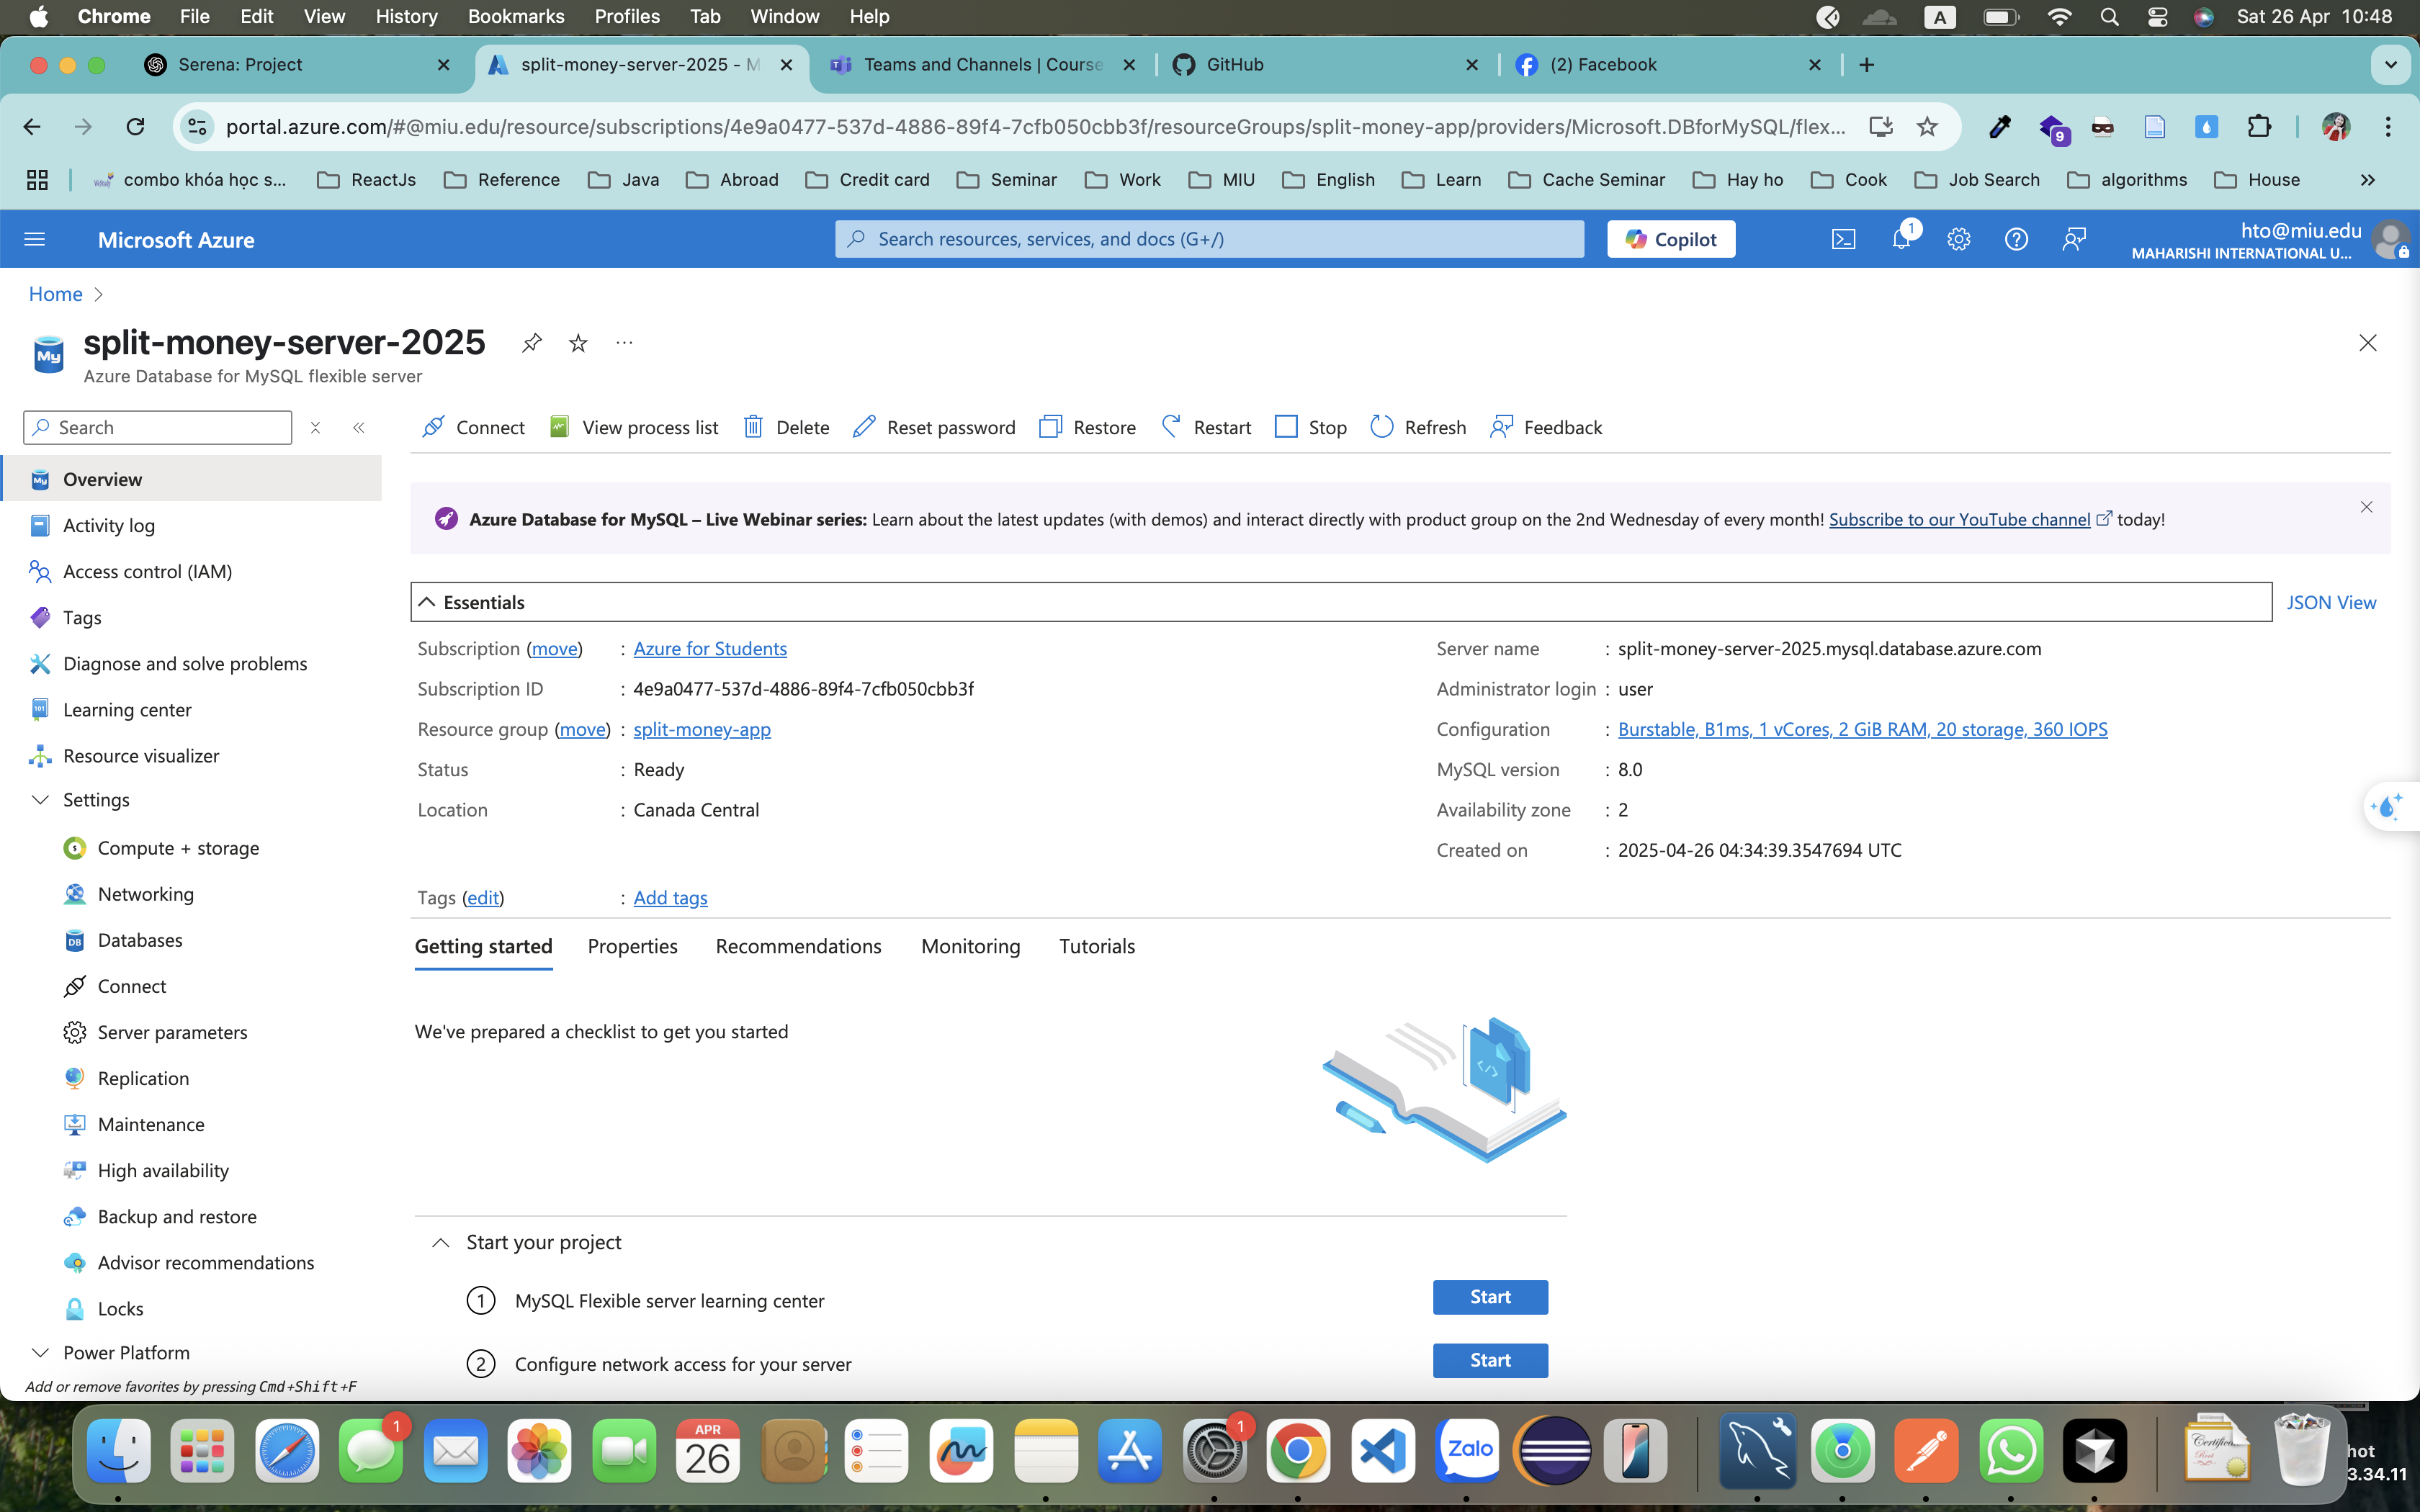 Chrome File Edit View History Bookmarks Profiles Tab Window Help
A Sat 26 Apr 10:48
Serena: Project
split-money-server-2025 - M
Teams and Channels | Course
GitHub
(2) Facebook
portal.azure.com/#@miu.edu/resource/subscriptions/4e9a0477-537d-4886-89f4-7cfb050cbb3f/resourceGroups/split-money-app/providers/Microsoft.DBforMySQL/flex...
9
combo khóa học s... ReactJs Reference Java Abroad Credit card Seminar Work MIU English Learn Cache Seminar Hay ho Cook Job Search algorithms House
Microsoft Azure
Search resources, services, and docs (G+/)
Copilot
1
hto@miu.edu
MAHARISHI INTERNATIONAL U...
Home
My
split-money-server-2025
Azure Database for MySQL flexible server
Search
Connect View process list Delete Reset password Restore Restart Stop Refresh Feedback
Overview
Activity log
Access control (IAM)
Tags
Diagnose and solve problems
Learning center
Resource visualizer
Settings
Compute + storage
Networking
Databases
Connect
Server parameters
Replication
Maintenance
High availability
Backup and restore
Advisor recommendations
Locks
Power Platform
Add or remove favorites by pressing Cmd+Shift+F
Azure Database for MySQL – Live Webinar series: Learn about the latest updates (with demos) and interact directly with product group on the 2nd Wednesday of every month! Subscribe to our YouTube channel today!
Essentials
JSON View
Subscription (move) : Azure for Students
Subscription ID : 4e9a0477-537d-4886-89f4-7cfb050cbb3f
Resource group (move) : split-money-app
Status : Ready
Location : Canada Central
Server name : split-money-server-2025.mysql.database.azure.com
Administrator login : user
Configuration : Burstable, B1ms, 1 vCores, 2 GiB RAM, 20 storage, 360 IOPS
MySQL version : 8.0
Availability zone : 2
Created on : 2025-04-26 04:34:39.3547694 UTC
Tags (edit) : Add tags
Getting started Properties Recommendations Monitoring Tutorials
We've prepared a checklist to get you started
Start your project
1 MySQL Flexible server learning center Start
2 Configure network access for your server Start
1
APR
26
1
Zalo
hot
3.34.11